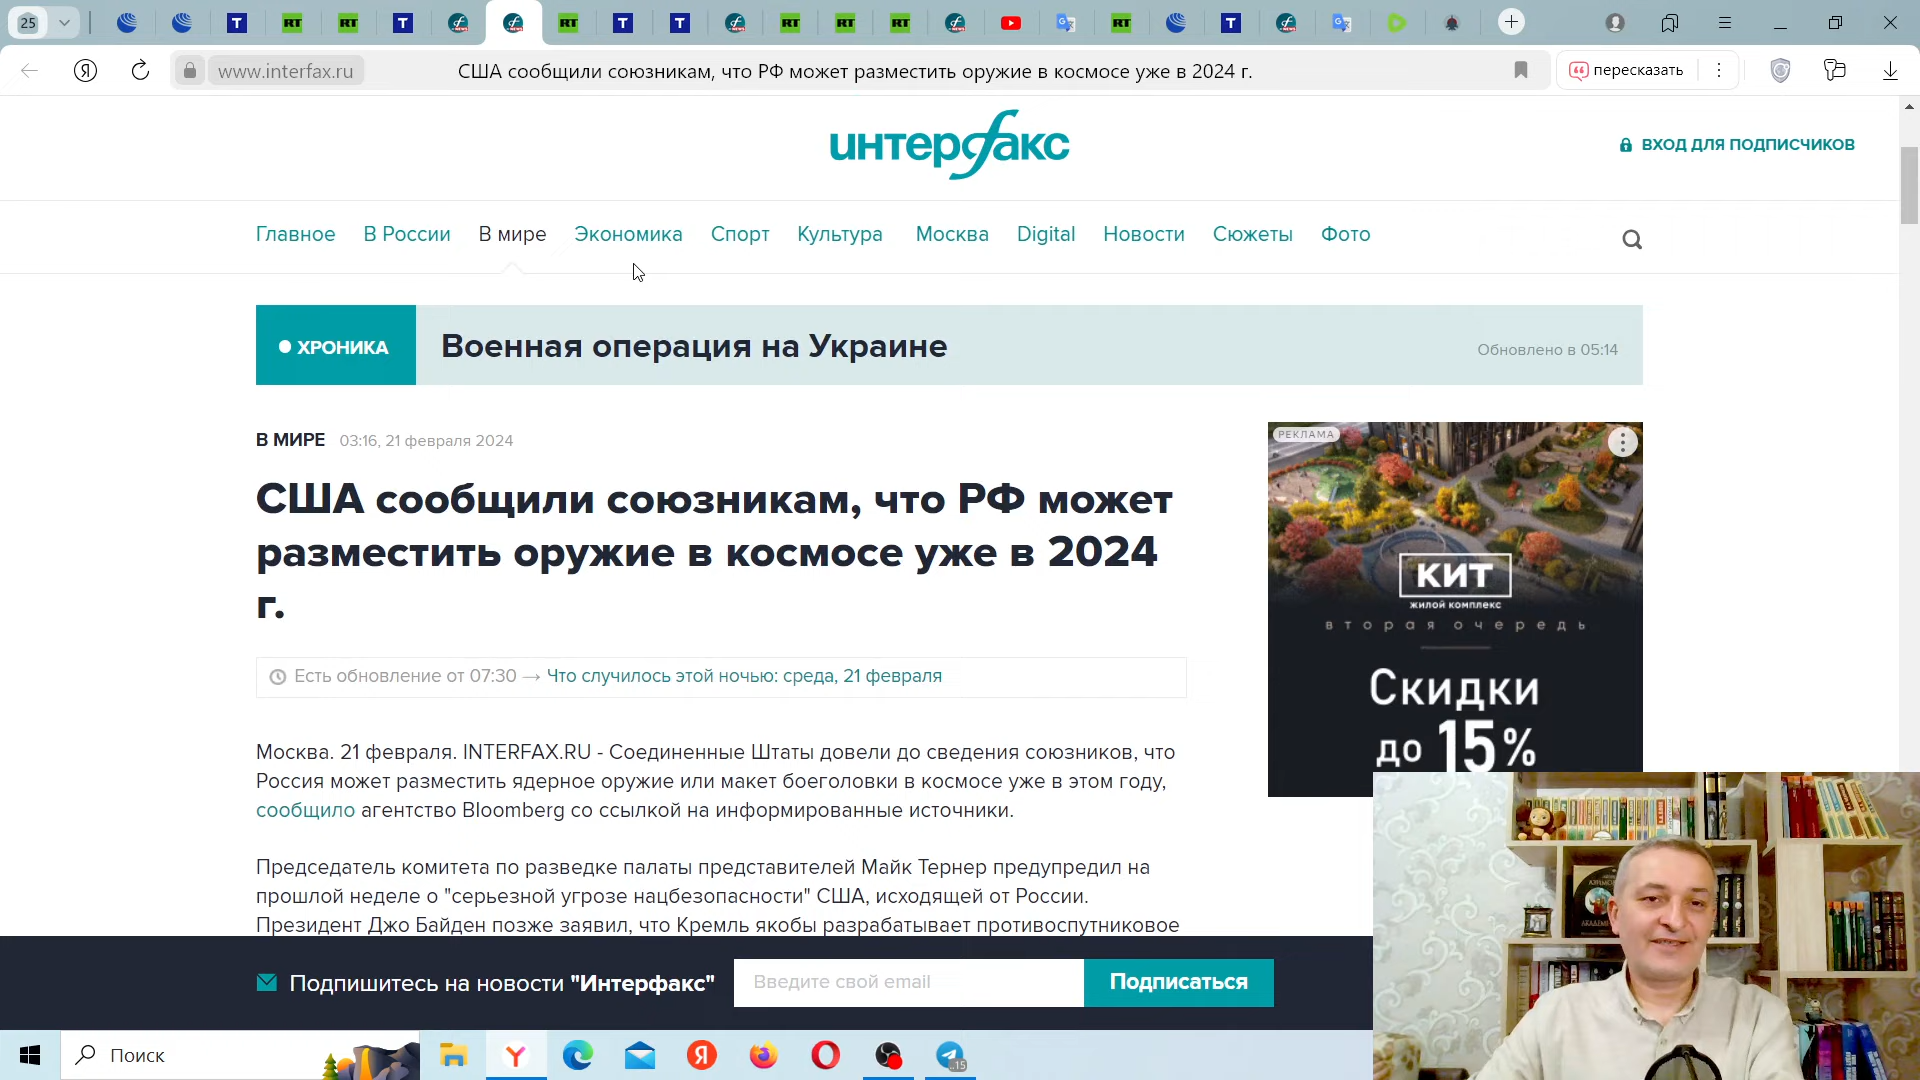 25
www.interfax.ru
США сообщили союзникам, что РФ может разместить оружие в космосе уже в 2024 г.
пересказать
интерфакс
ВХОД ДЛЯ ПОДПИСЧИКОВ
Главное В России В мире Экономика Спорт Культура Москва Digital Новости Сюжеты Фото
ХРОНИКА
Военная операция на Украине
Обновлено в 05:14
В МИРЕ 03:16, 21 февраля 2024
США сообщили союзникам, что РФ может
разместить оружие в космосе уже в 2024
г.
Есть обновление от 07:30 → Что случилось этой ночью: среда, 21 февраля
Москва. 21 февраля. INTERFAX.RU - Соединенные Штаты довели до сведения союзников, что
Россия может разместить ядерное оружие или макет боеголовки в космосе уже в этом году,
сообщило агентство Bloomberg со ссылкой на информированные источники.
Председатель комитета по разведке палаты представителей Майк Тернер предупредил на
прошлой неделе о "серьезной угрозе нацбезопасности" США, исходящей от России.
Президент Джо Байден позже заявил, что Кремль якобы разрабатывает противоспутниковое
РЕКЛАМА
КИТ
жилой комплекс
вторая очередь
Скидки
до 15%
Подпишитесь на новости "Интерфакс"
Введите свой email
Подписаться
Поиск